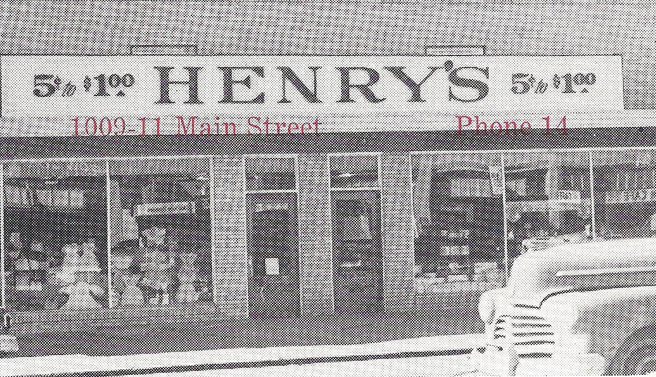 5¢ to $1.00 HENRY'S 5¢ to $1.00
1009-11 Main Street Phone 14